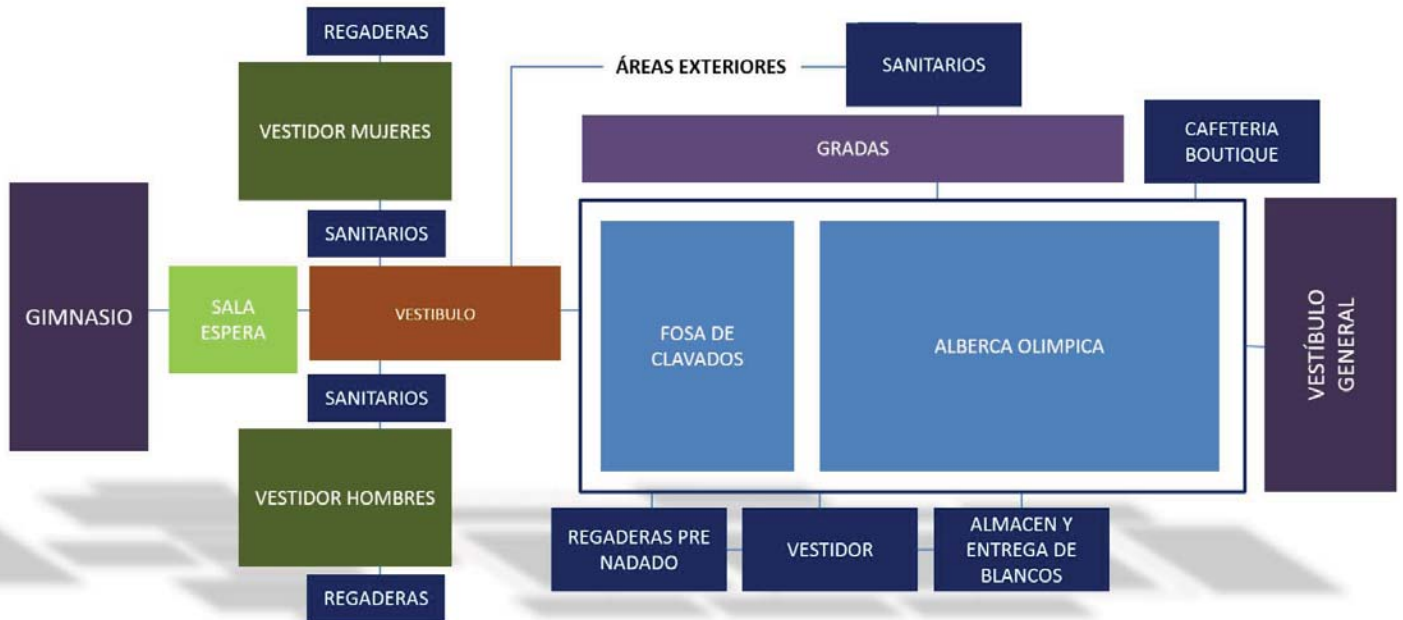 REGADERAS
VESTIDOR MUJERES
SANITARIOS
GIMNASIO
SALA
ESPERA
VESTIBULO
SANITARIOS
VESTIDOR HOMBRES
REGADERAS
ÁREAS EXTERIORES
SANITARIOS
GRADAS
CAFETERIA
BOUTIQUE
FOSA DE
CLAVADOS
ALBERCA OLIMPICA
VESTÍBULO
GENERAL
REGADERAS PRE
NADADO
VESTIDOR
ALMACEN Y
ENTREGA DE
BLANCOS